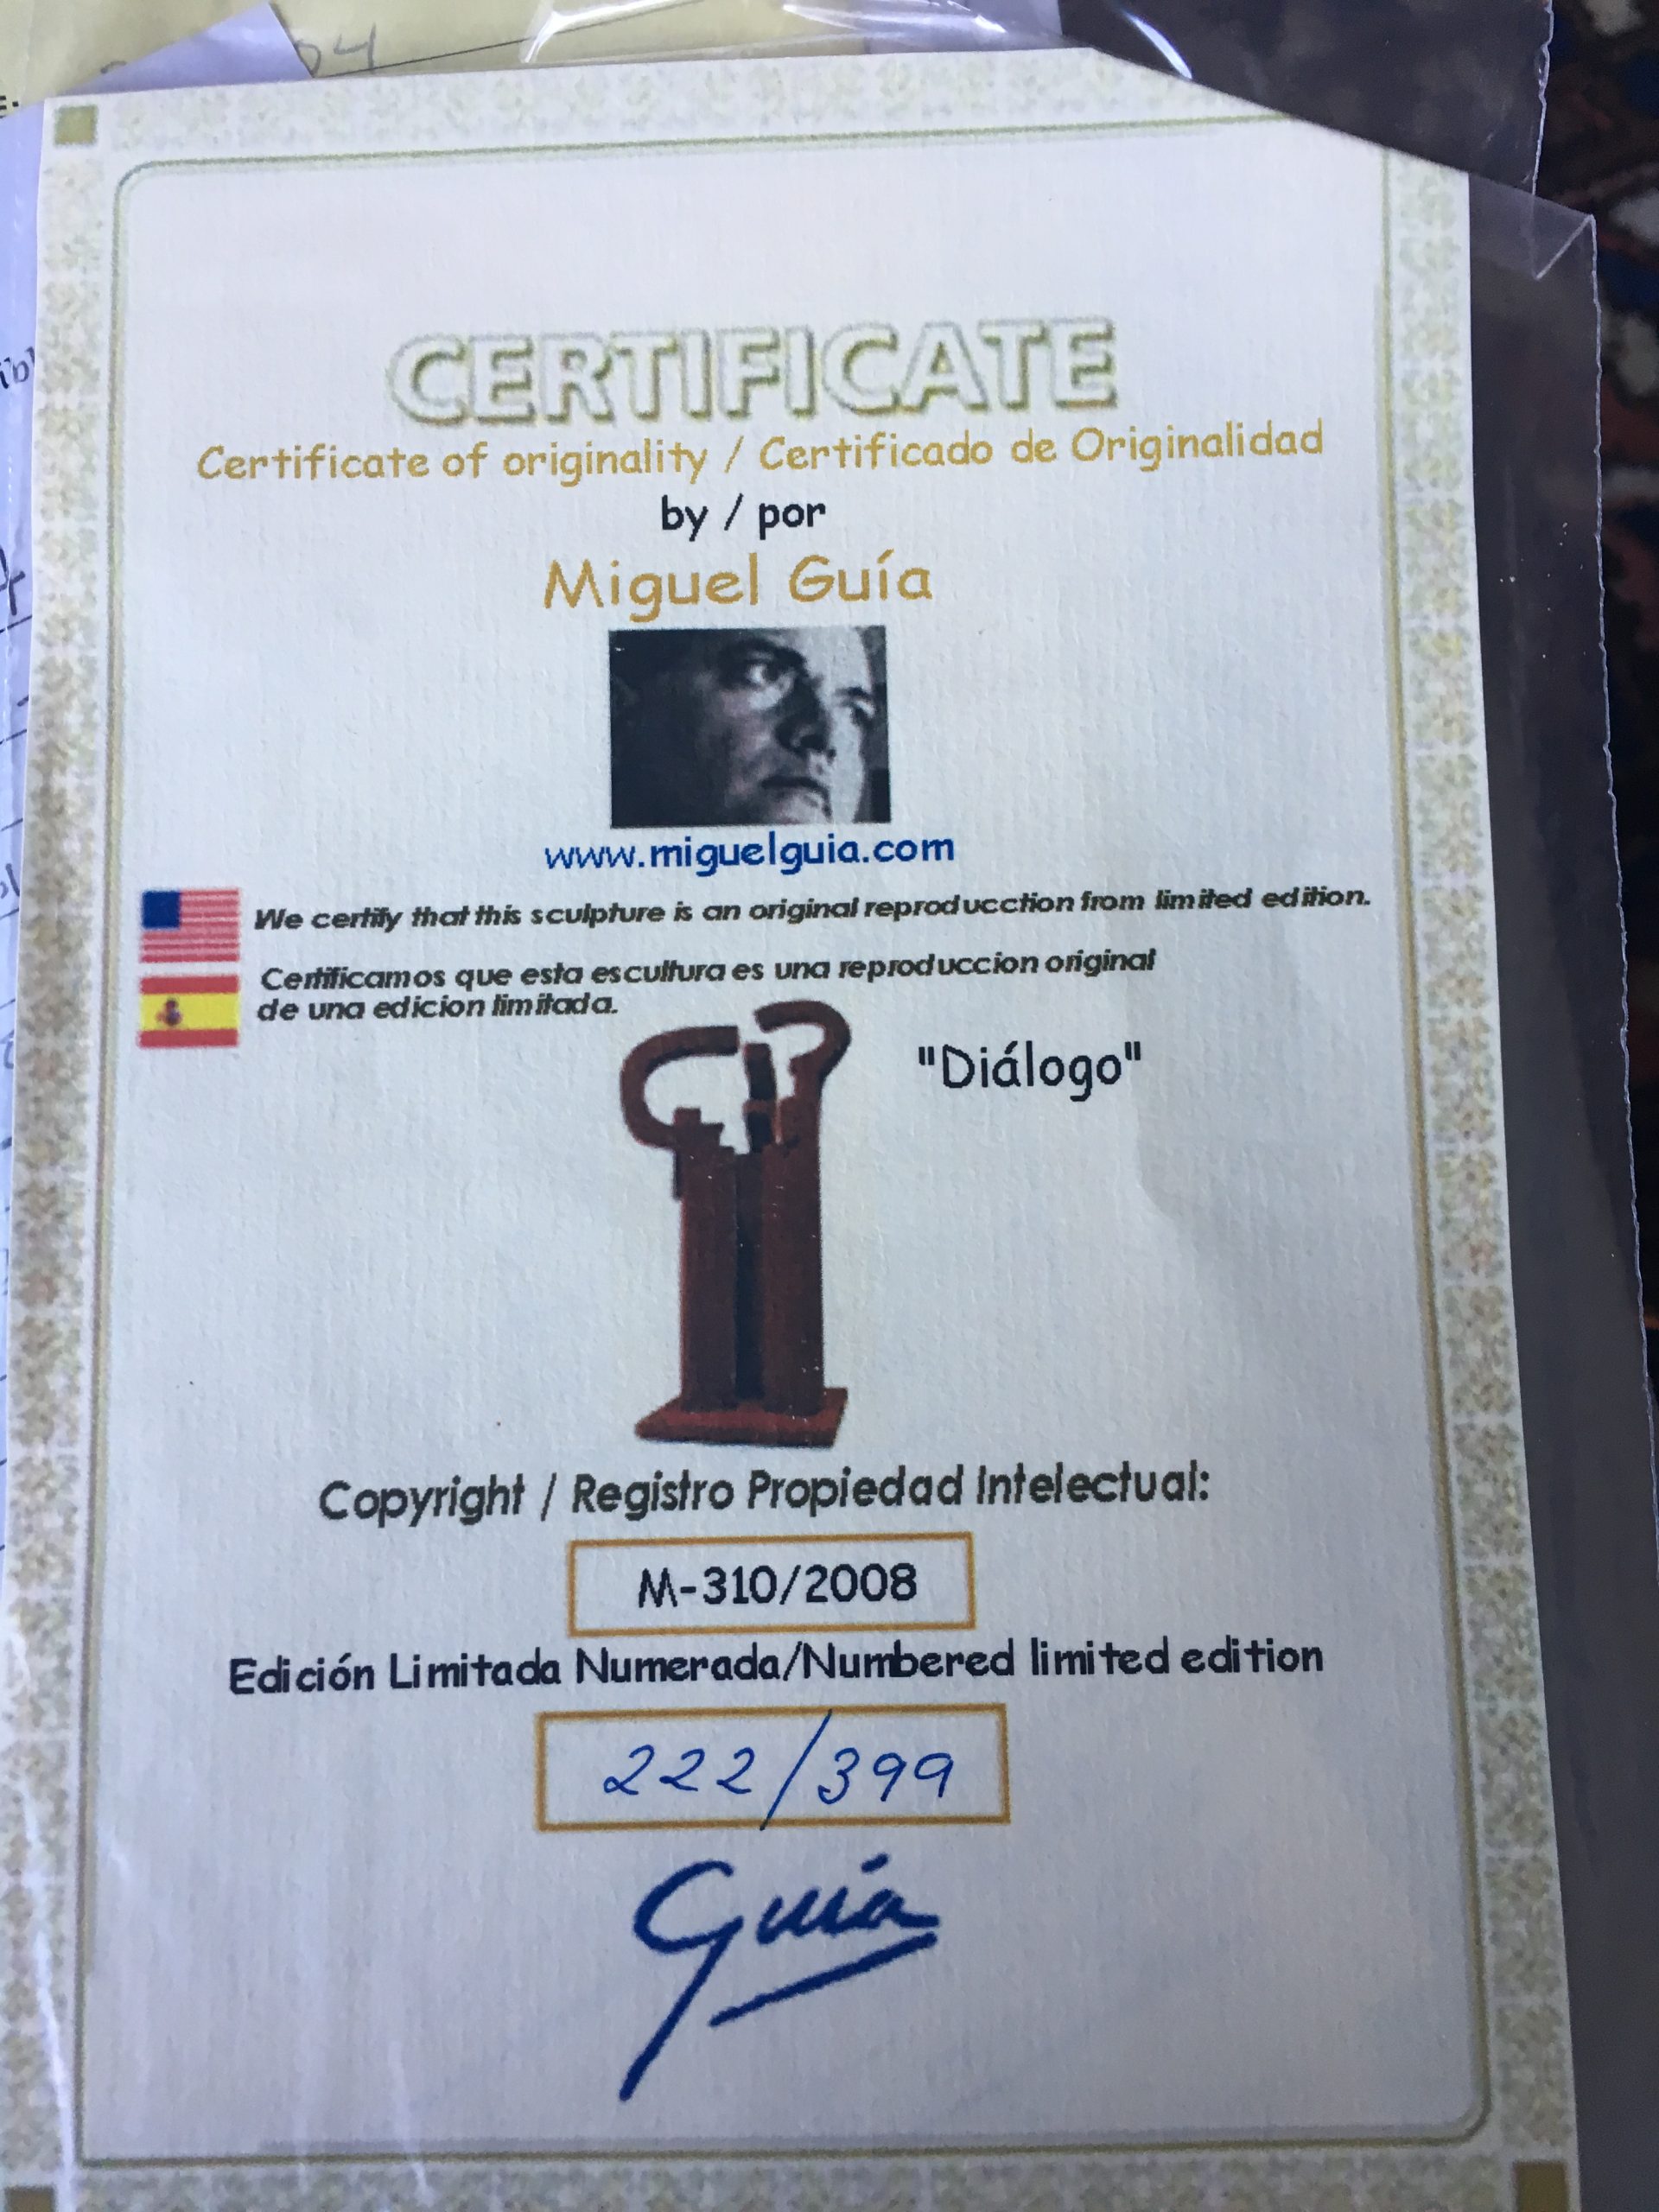 04
CERTIFICATE
Certificate of originality / Certificado de Originalidad
by / por
Miguel Guía
www.miguelguia.com
We certify that this sculpture is an original reproducction from limited edition.
Certificamos que esta escultura es una reproduccion original
de una edicion limitada.
"Diálogo"
Copyright / Registro Propiedad Intelectual:
M-310/2008
Edición Limitada Numerada/Numbered limited edition
222/399
Guía